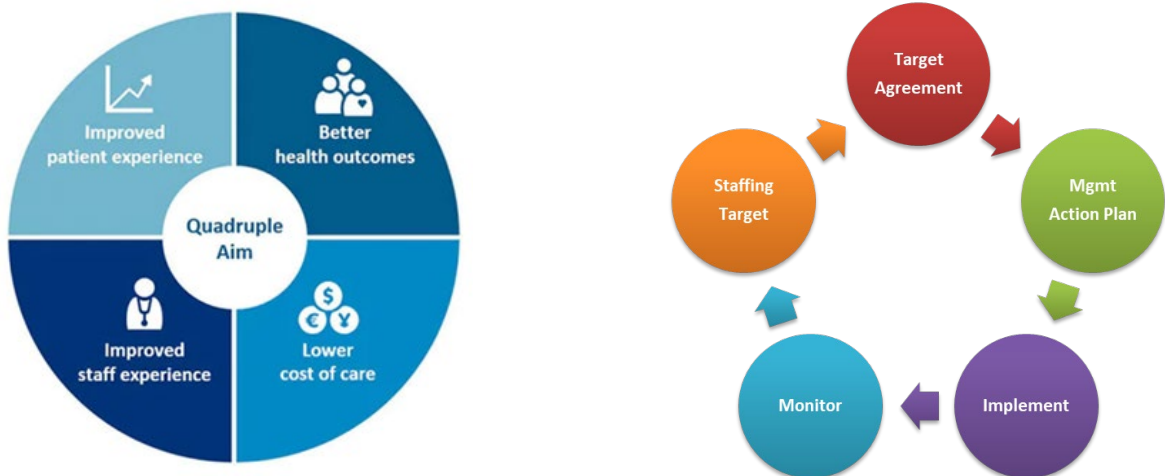 Improved
patient experience
Better
health outcomes
Quadruple
Aim
Improved
staff experience
$
€ ¥
Lower
cost of care
Target
Agreement
Mgmt
Action Plan
Implement
Monitor
Staffing
Target